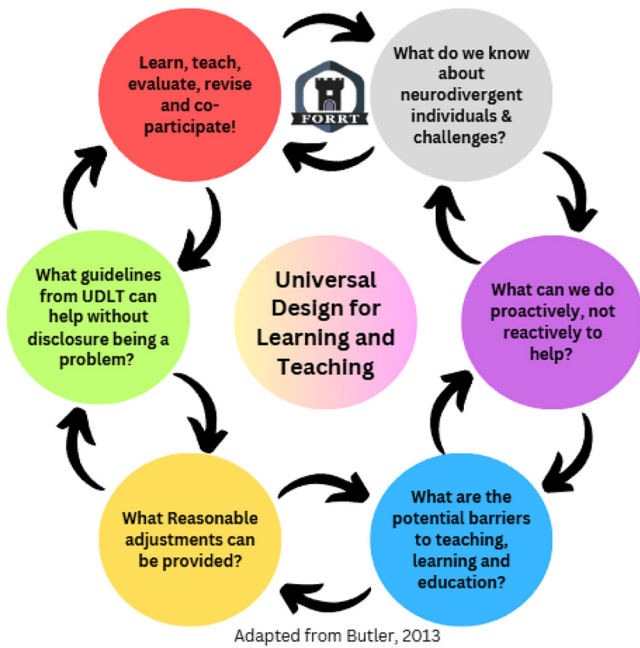 Learn, teach,
evaluate, revise
and co-
participate!
FORRT
What do we know
about
neurodivergent
individuals &
challenges?
What guidelines
from UDLT can
help without
disclosure being a
problem?
Universal
Design for
Learning and
Teaching
What can we do
proactively, not
reactively to
help?
What Reasonable
adjustments can
be provided?
What are the
potential barriers
to teaching,
learning and
education?
Adapted from Butler, 2013